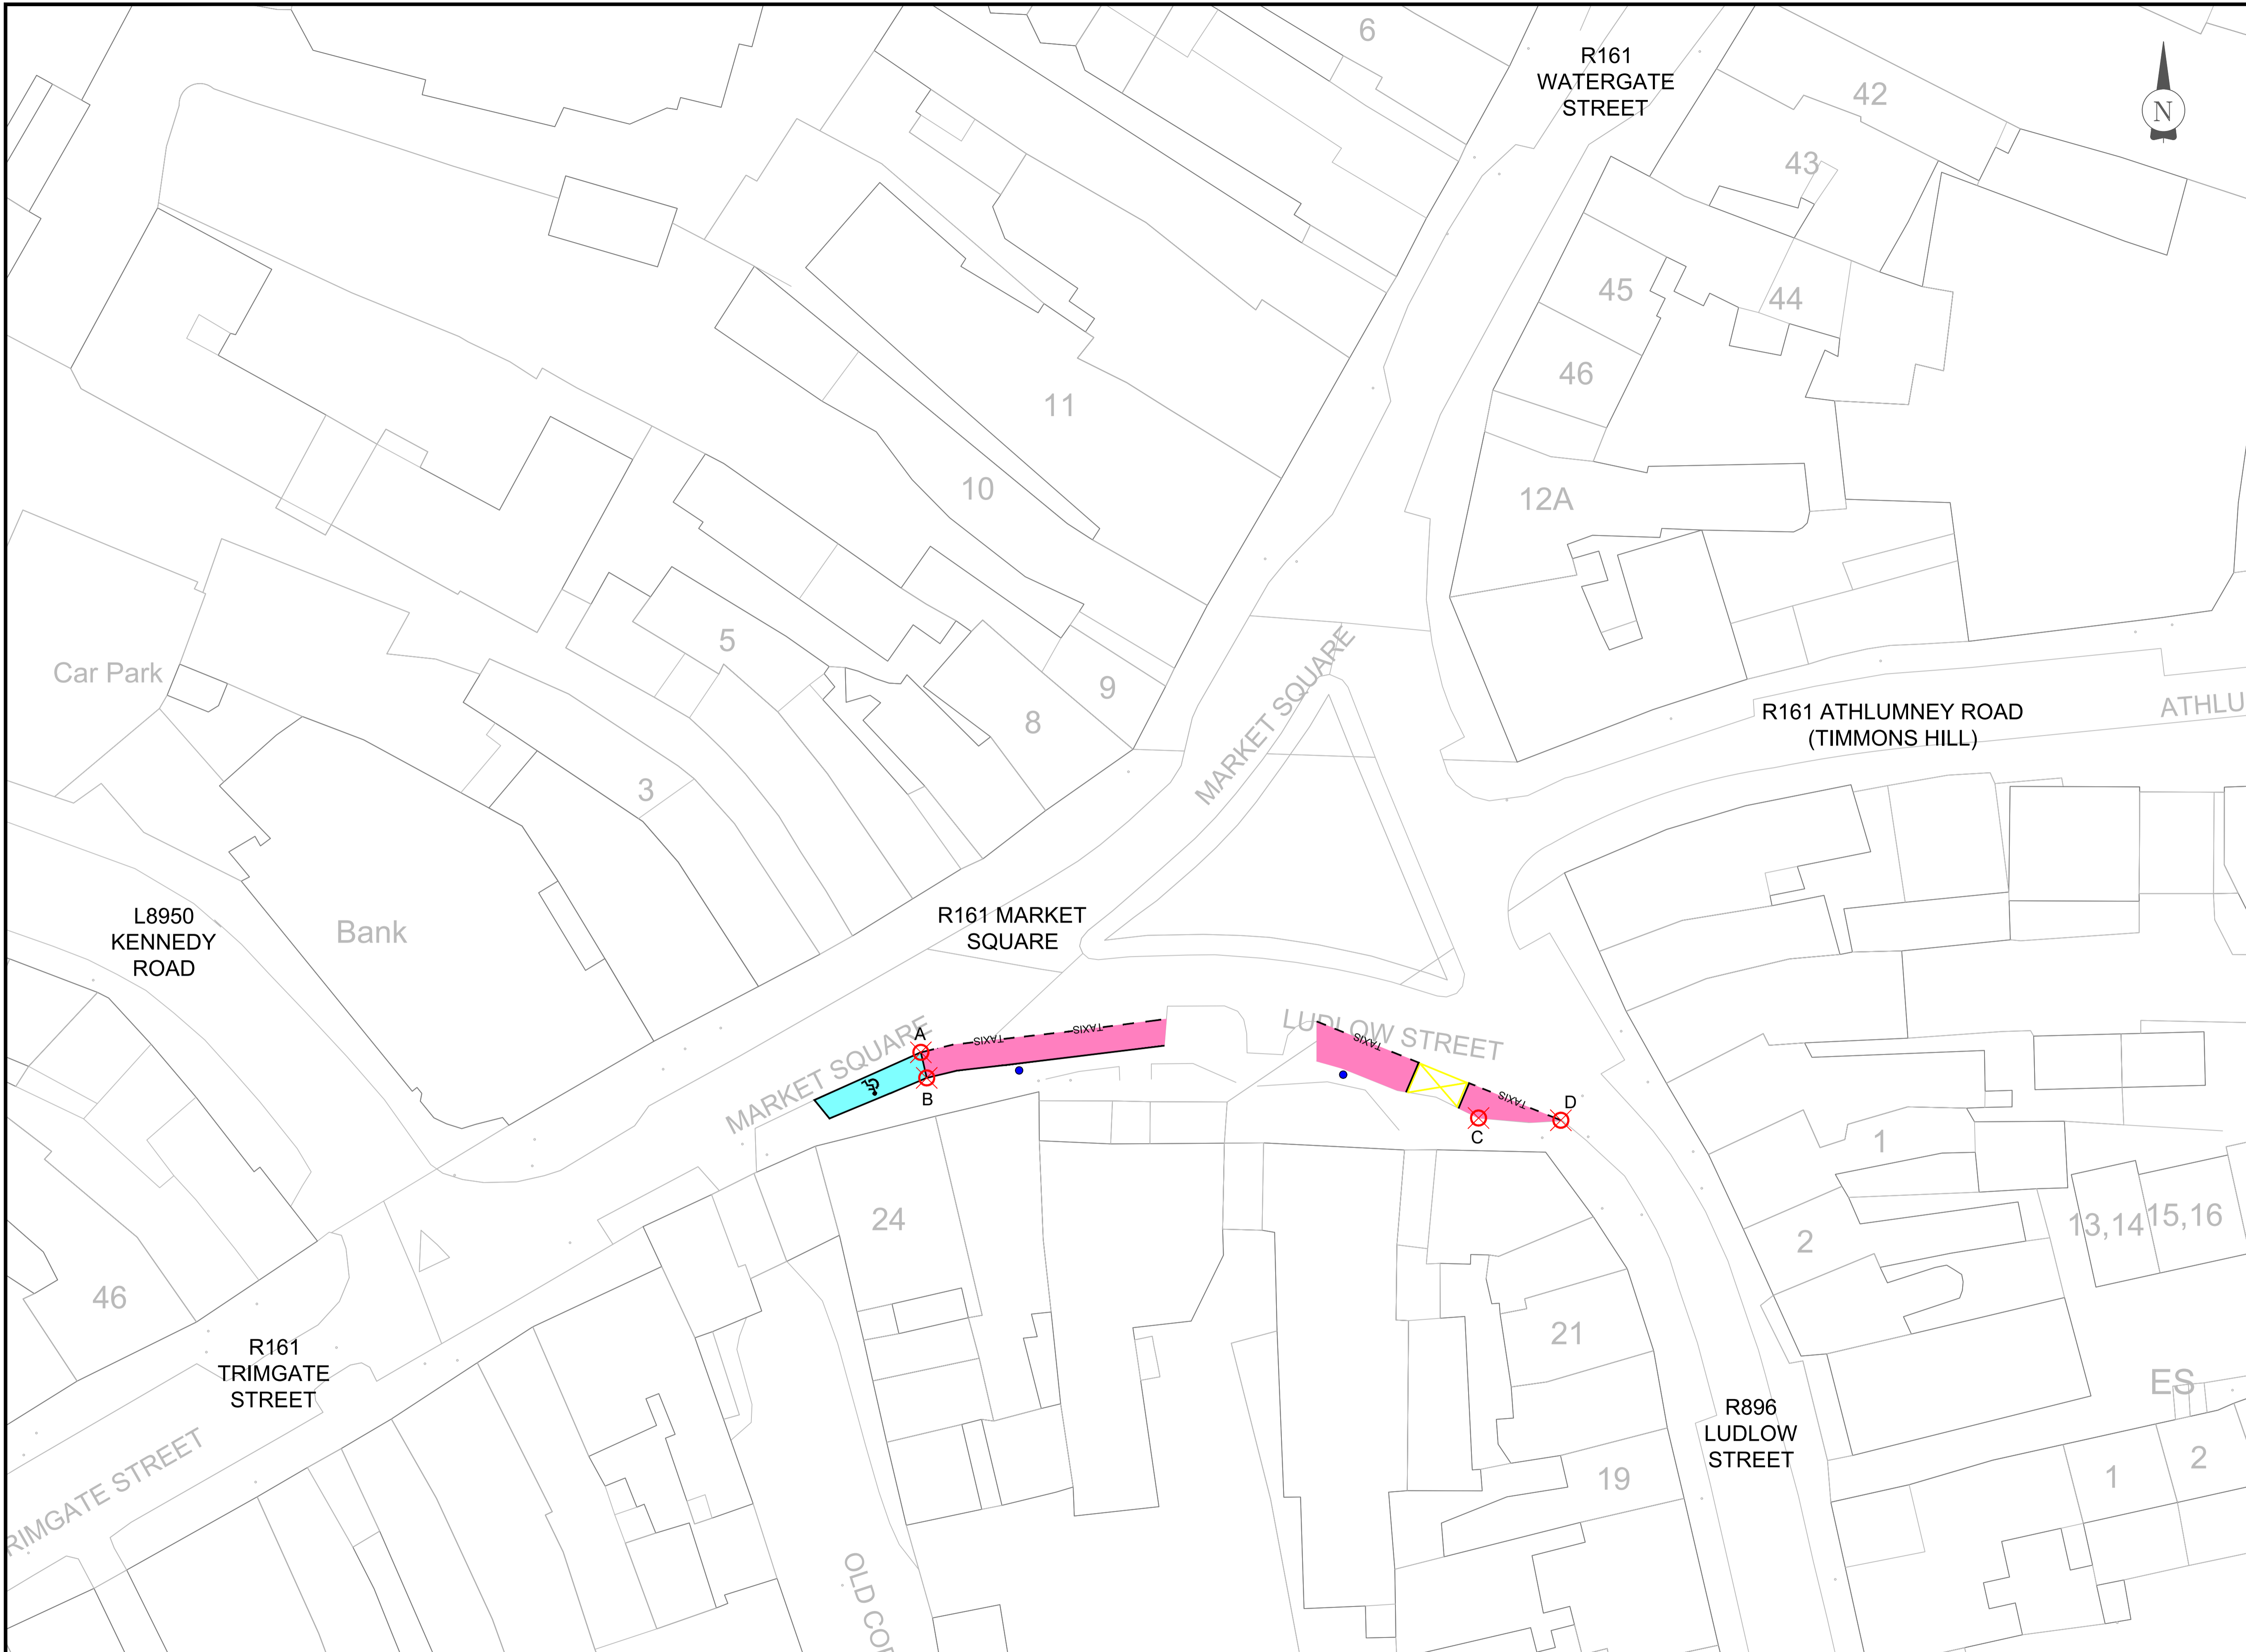 6
R161
WATERGATE
STREET
42
N
43
45
44
46
11
10
12A
5
Car Park
MARKET SQUARE
9
8
R161 ATHLUMNEY ROAD
(TIMMONS HILL)
ATHLU
3
L8950
KENNEDY
ROAD
Bank
R161 MARKET
SQUARE
MARKET SQUARE
A
TAXIS
TAXIS
B
LUDLOW STREET
TAXIS
TAXIS
C
D
24
1
2
13,14
15,16
46
R161
TRIMGATE
STREET
21
ES
R896
LUDLOW
STREET
RIMGATE STREET
19
1
2
OLD COR